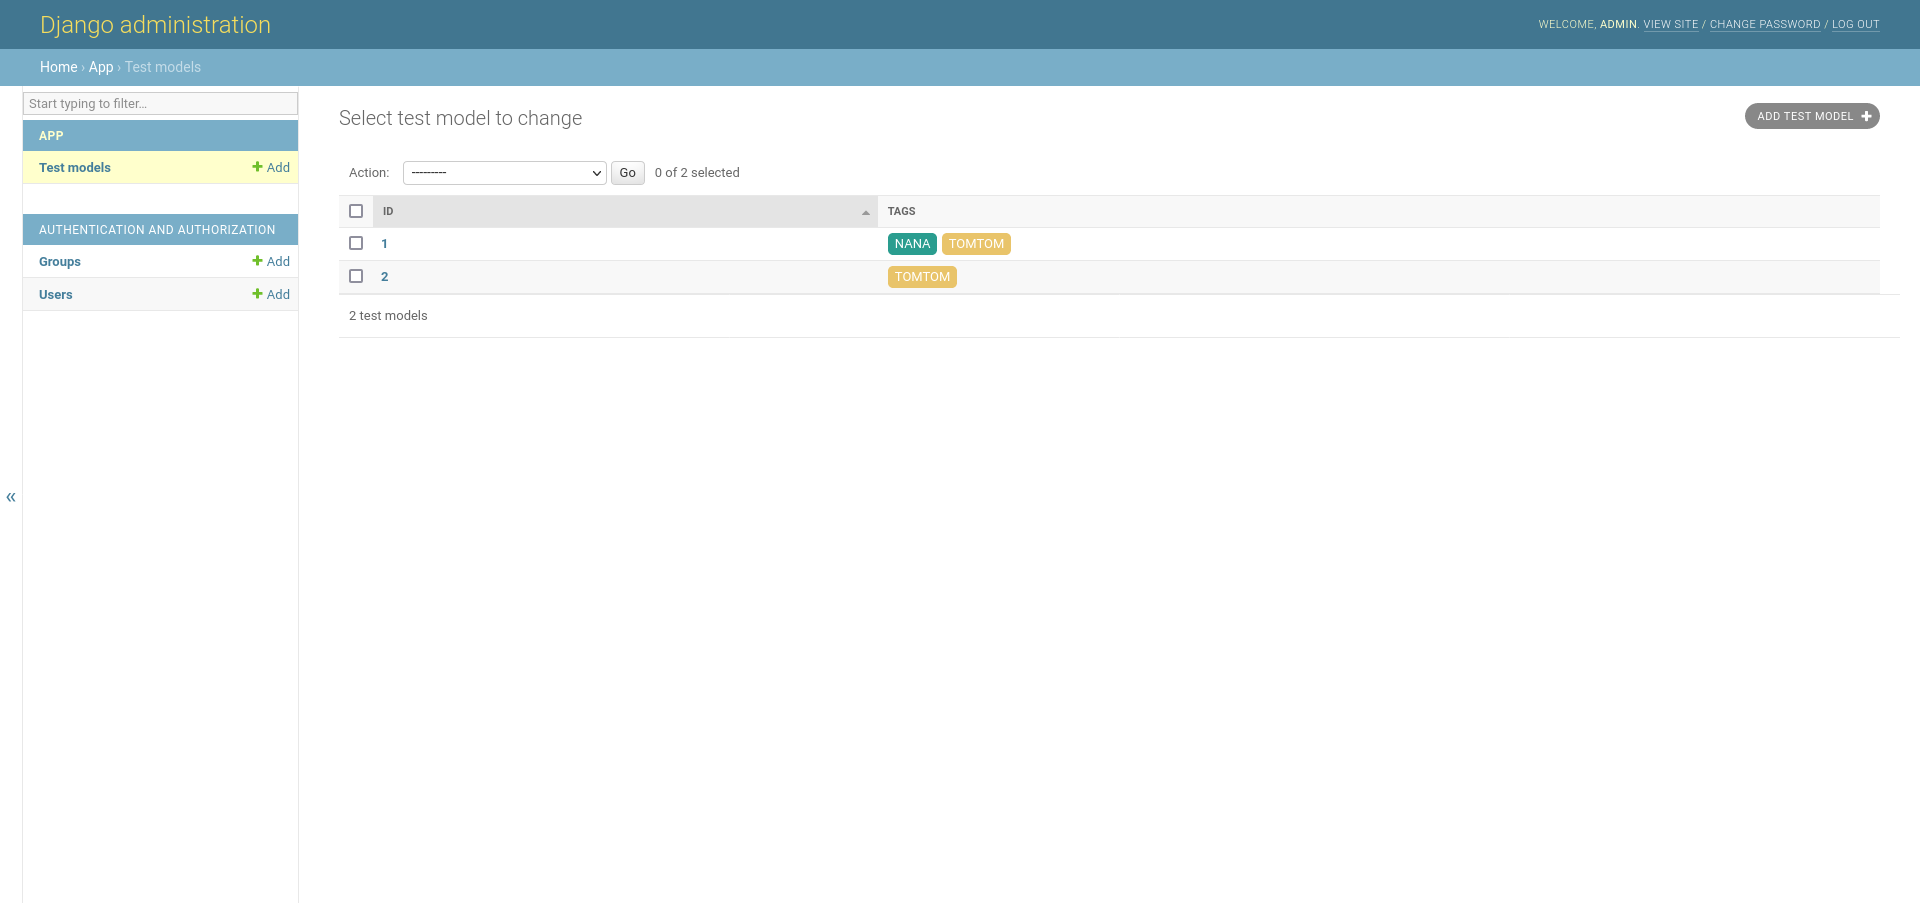 Django administration
WELCOME, ADMIN. VIEW SITE / CHANGE PASSWORD / LOG OUT
Home › App › Test models
Start typing to filter...
APP
Test models + Add
AUTHENTICATION AND AUTHORIZATION
Groups + Add
Users + Add
«
Select test model to change
ADD TEST MODEL +
Action: --------- Go 0 of 2 selected
ID TAGS
1 NANA TOMTOM
2 TOMTOM
2 test models